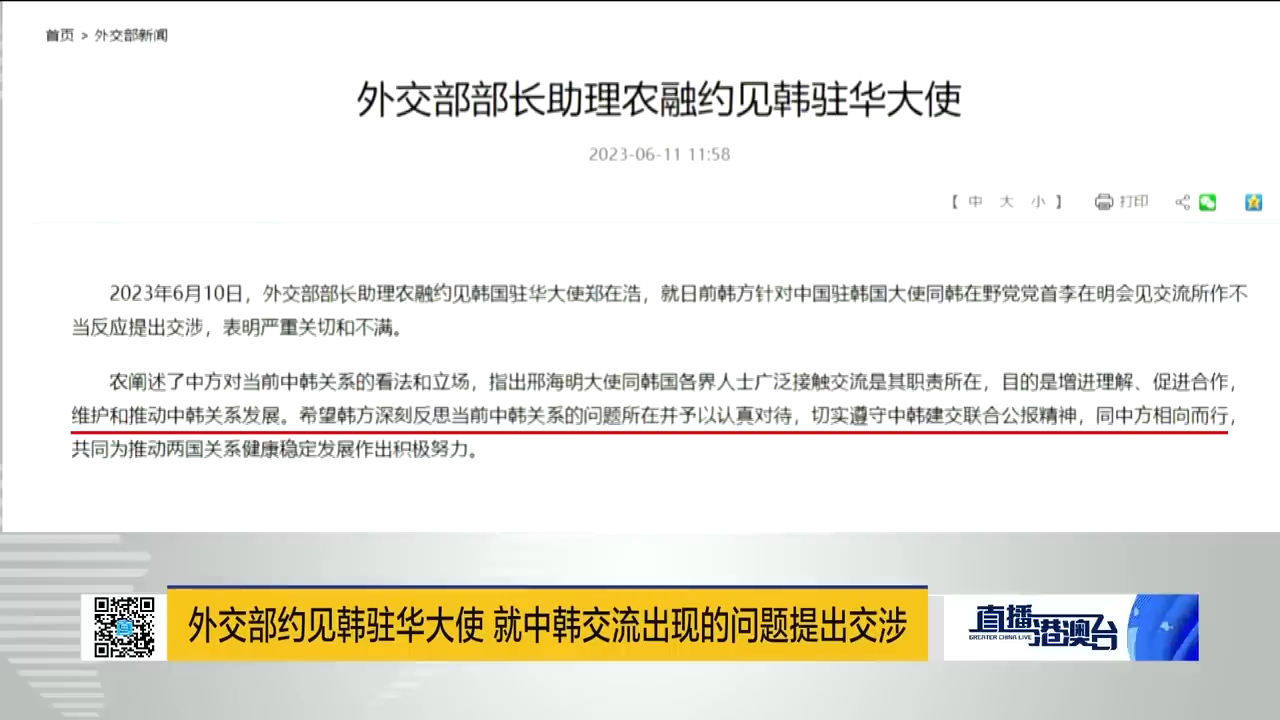 首页 > 外交部新闻
外交部部长助理农融约见韩驻华大使
2023-06-11 11:58
【 中 大 小 】 打印
2023年6月10日，外交部部长助理农融约见韩国驻华大使郑在浩，就日前韩方针对中国驻韩国大使同韩在野党党首李在明会见交流所作不
当反应提出交涉，表明严重关切和不满。
农阐述了中方对当前中韩关系的看法和立场，指出邢海明大使同韩国各界人士广泛接触交流是其职责所在，目的是增进理解、促进合作，
维护和推动中韩关系发展。希望韩方深刻反思当前中韩关系的问题所在并予以认真对待，切实遵守中韩建交联合公报精神，同中方相向而行，
共同为推动两国关系健康稳定发展作出积极努力。
外交部约见韩驻华大使 就中韩交流出现的问题提出交涉
直播港澳台
GREATER CHINA LIVE